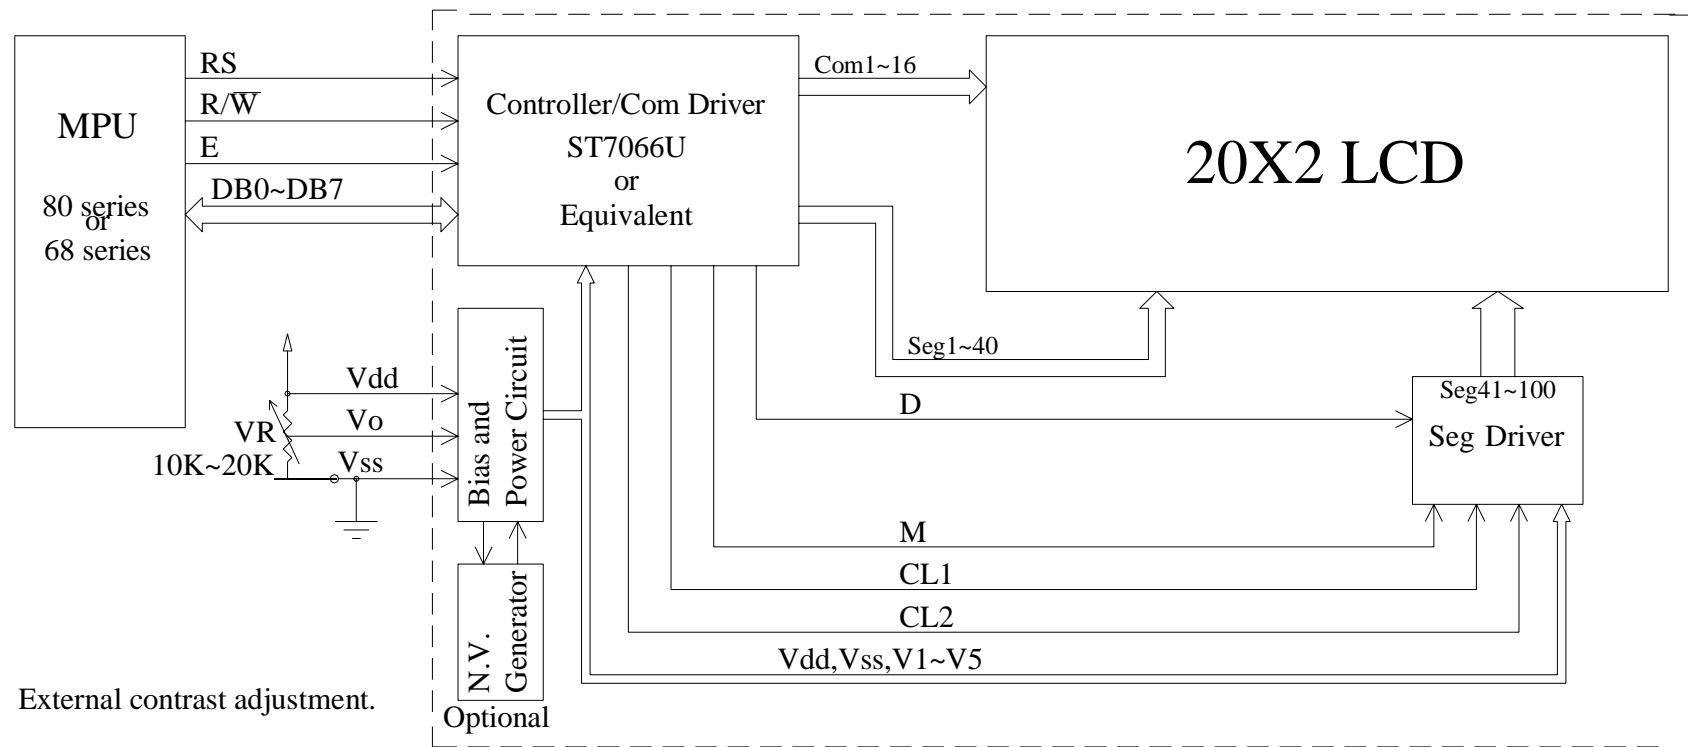 MPU
80 series
or
68 series
RS
R/W̅
E
DB0~DB7
Controller/Com Driver
ST7066U
or
Equivalent
Com1~16
20X2 LCD
Seg1~40
Seg41~100
Seg Driver
D
M
CL1
CL2
Vdd,Vss,V1~V5
Vdd
Vo
Vss
VR
10K~20K
Bias and
Power Circuit
N.V.
Generator
Optional
External contrast adjustment.